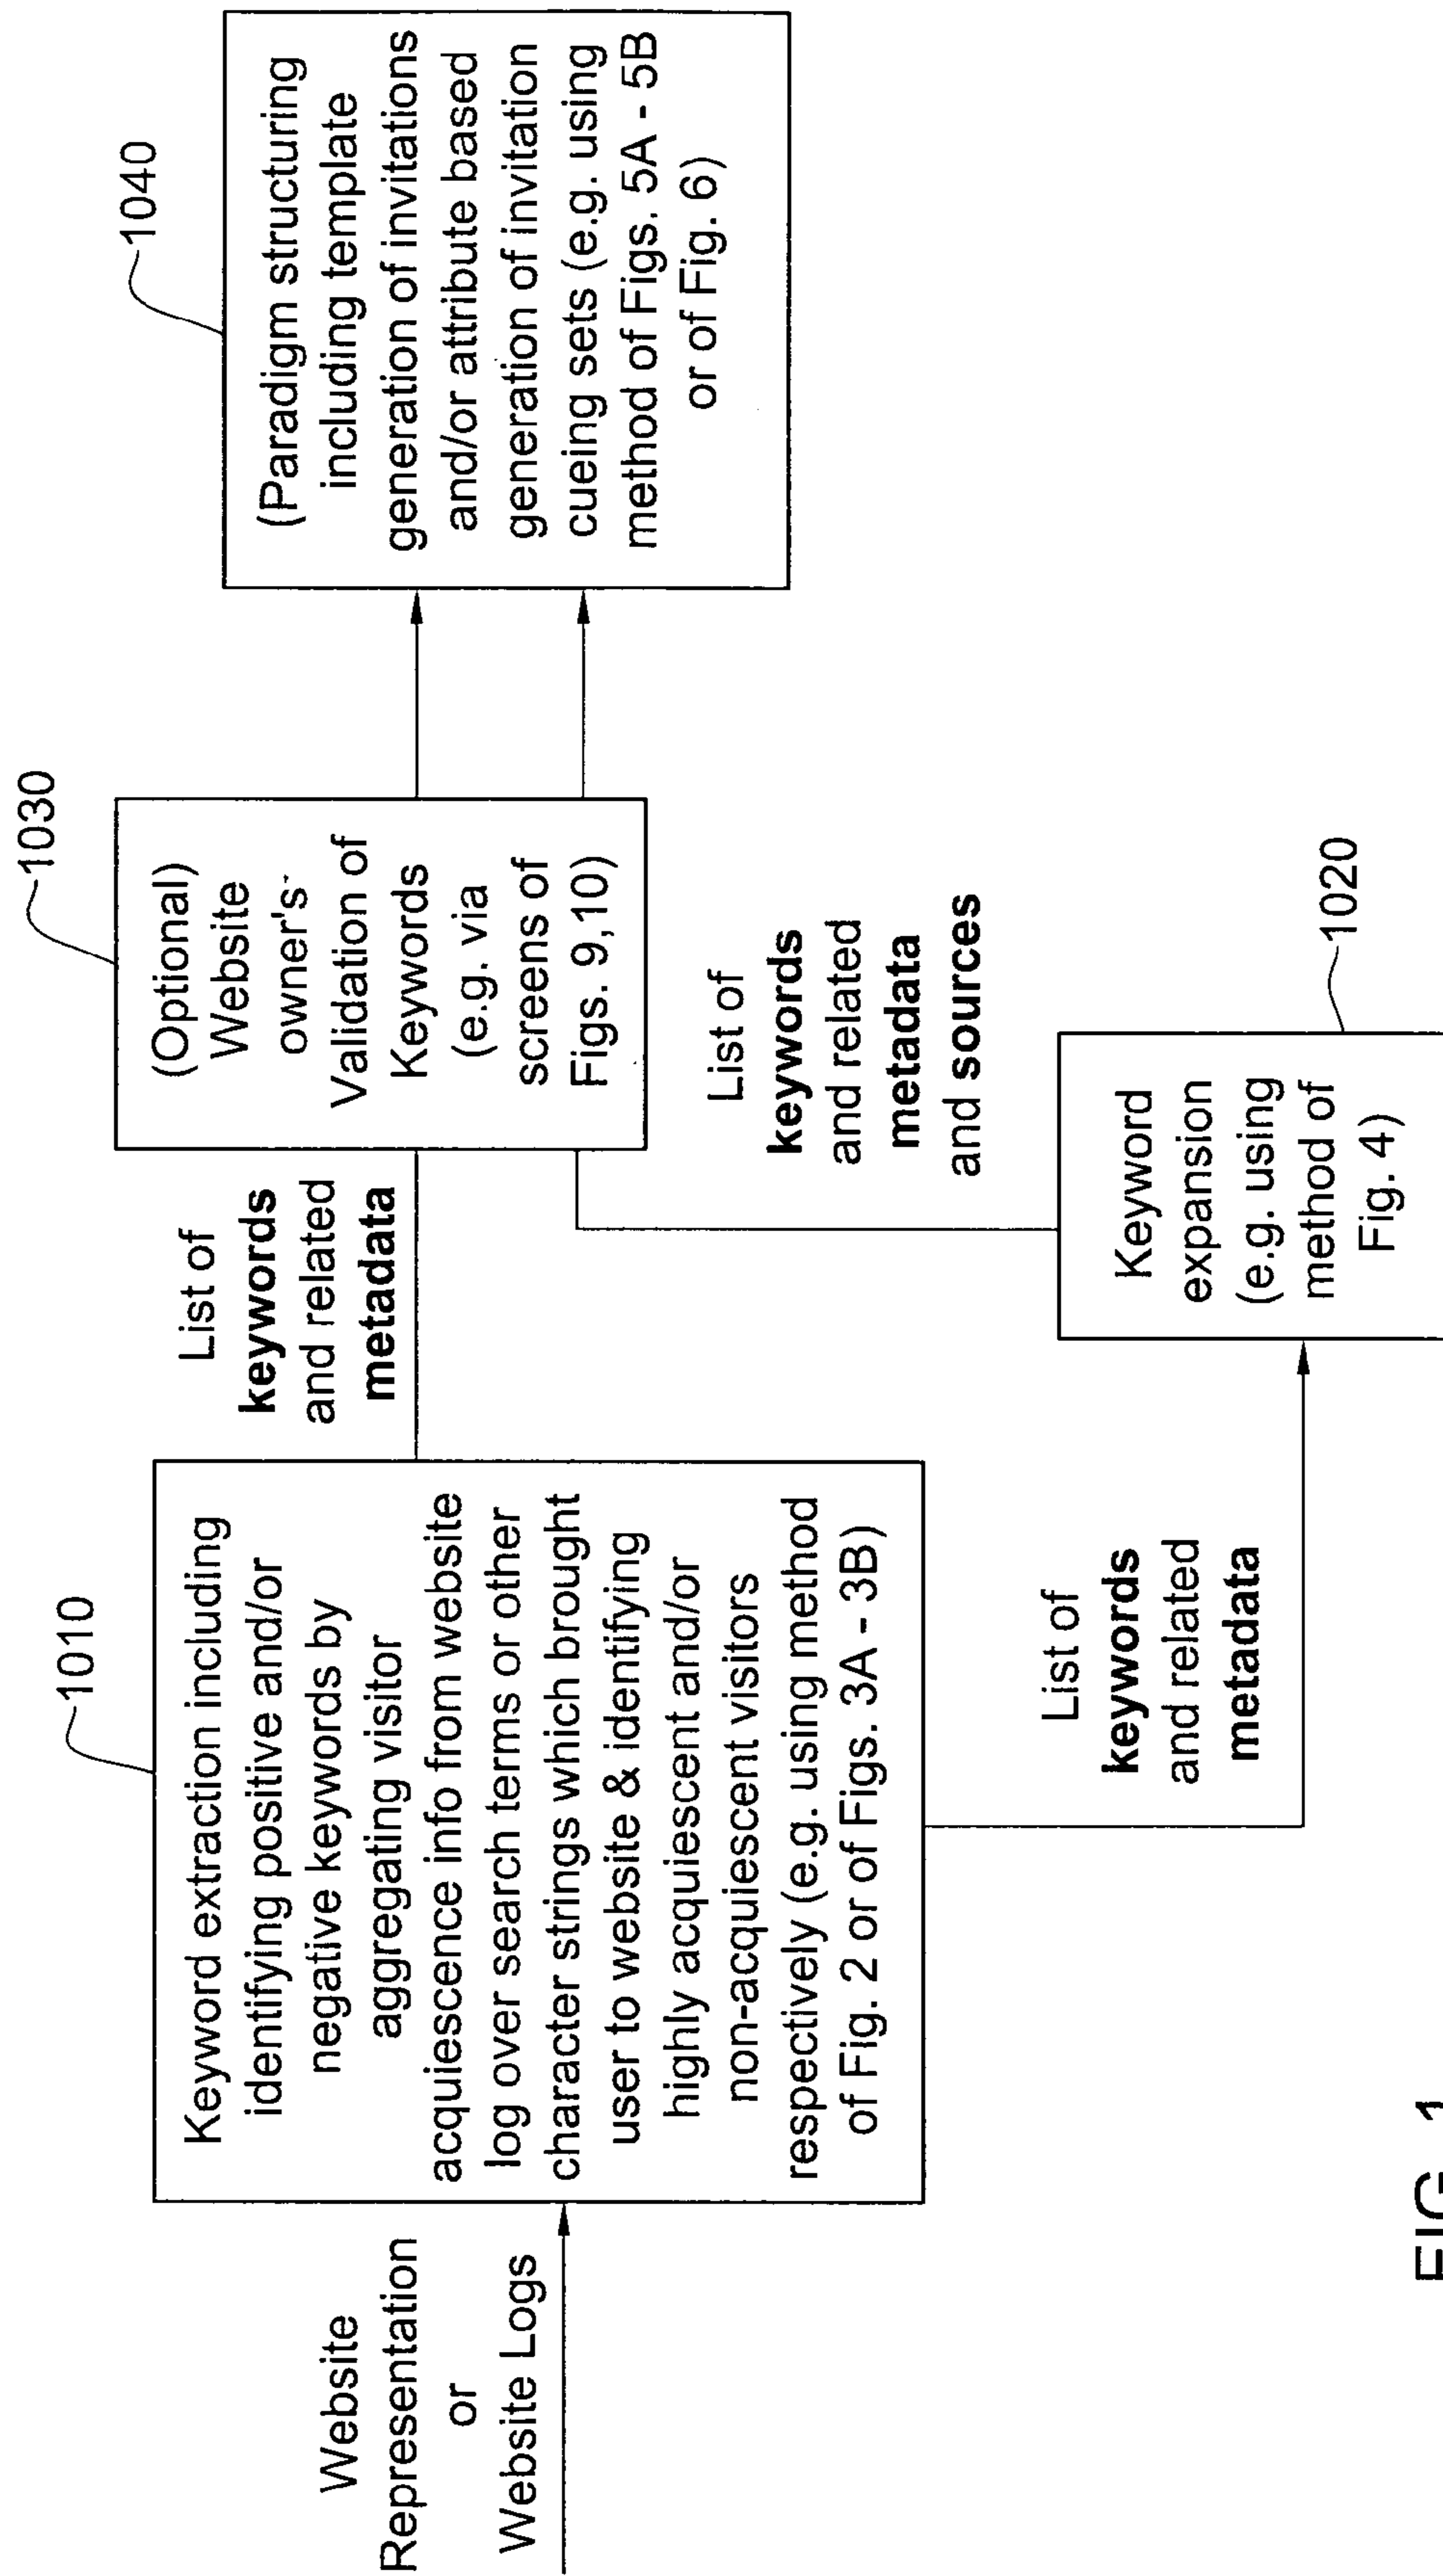 Website
Representation
or
Website Logs
1010
Keyword extraction including
identifying positive and/or
negative keywords by
aggregating visitor
acquiescence info from website
log over search terms or other
character strings which brought
user to website & identifying
highly acquiescent and/or
non-acquiescent visitors
respectively (e.g. using method
of Fig. 2 or of Figs. 3A - 3B)
List of
keywords
and related
metadata
List of
keywords
and related
metadata
1020
Keyword
expansion
(e.g. using
method of
Fig. 4)
List of
keywords
and related
metadata
and sources
1030
(Optional)
Website
owner's
Validation of
Keywords
(e.g. via
screens of
Figs. 9,10)
1040
(Paradigm structuring
including template
generation of invitations
and/or attribute based
generation of invitation
cueing sets (e.g. using
method of Figs. 5A - 5B
or of Fig. 6)
FIG. 1